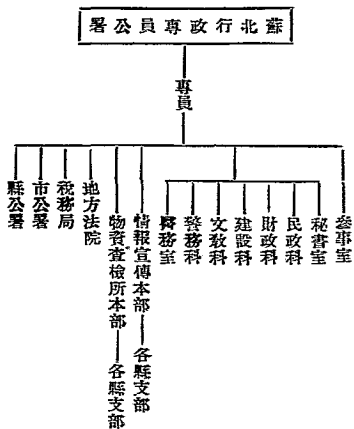 蘇北行政專員公署
專員
參事室
秘書室
民政科
財政科
建設科
文敎科
警務科
情報宣傳本部
各縣支部
物資查檢所本部
各縣支部
地方法院
稅務局
市公署
縣公署